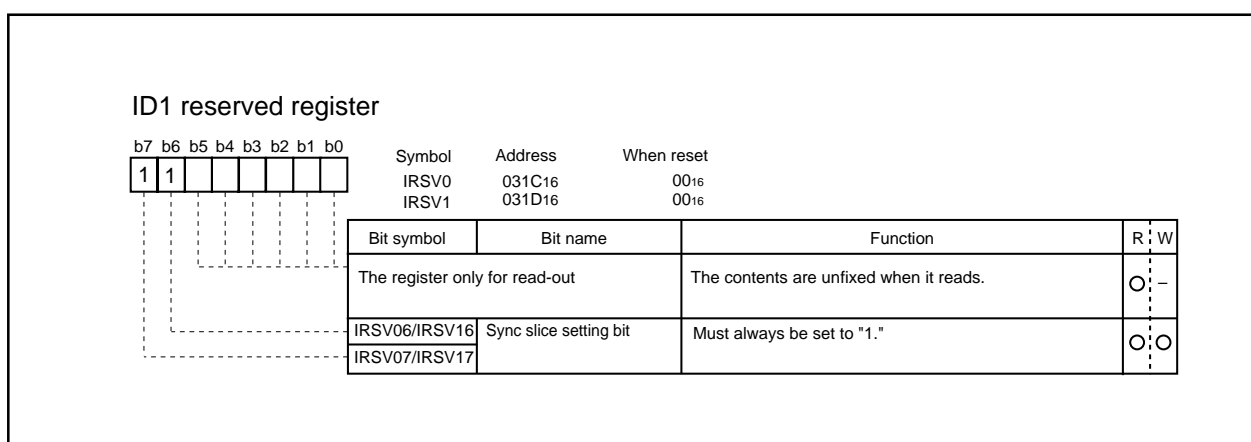 ID1 reserved register
b7 b6 b5 b4 b3 b2 b1 b0
1 1
Symbol Address When reset
IRSV0 031C16 0016
IRSV1 031D16 0016
Bit symbol Bit name Function R W
The register only for read-out The contents are unfixed when it reads. O –
IRSV06/IRSV16 Sync slice setting bit Must always be set to "1." O O
IRSV07/IRSV17